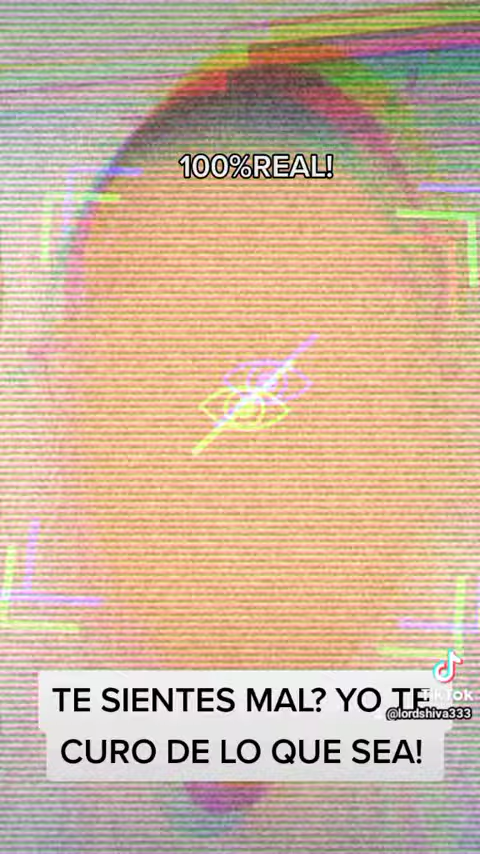 100%REAL!
TE SIENTES MAL? YO TE
CURO DE LO QUE SEA!
TikTok
@lordshiva333